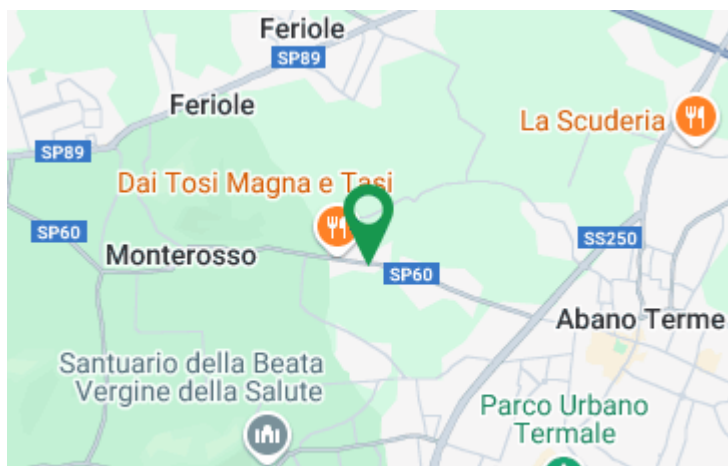 Feriole
SP89
Feriole
La Scuderia
SP89
Dai Tosi Magna e Tasi
SP60
SS250
Monterosso
SP60
Abano Terme
Santuario della Beata
Vergine della Salute
Parco Urbano
Termale